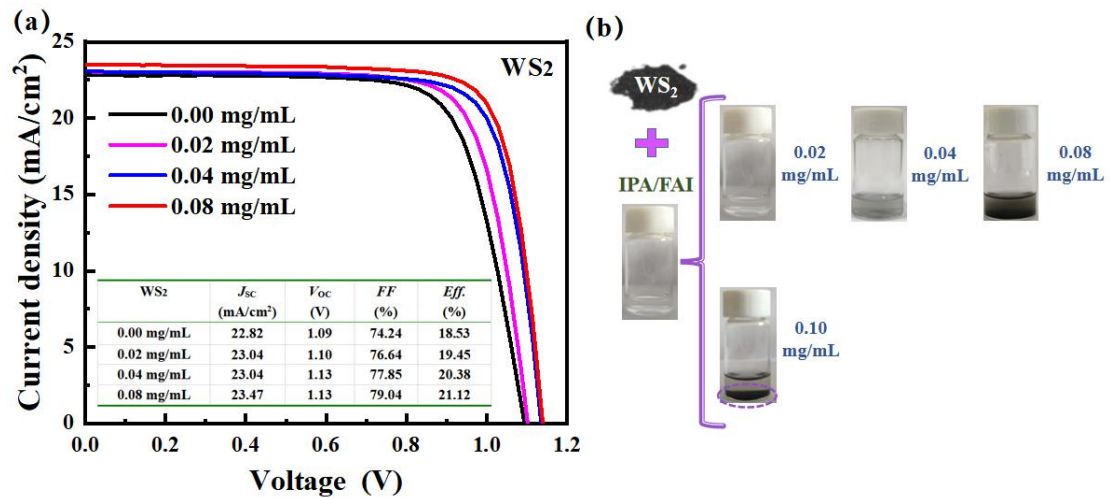 (a)
Current density (mA/cm²)
25
20
15
10
5
0
WS₂
0.00 mg/mL
0.02 mg/mL
0.04 mg/mL
0.08 mg/mL
WS₂ J_SC V_OC FF Eff.
(mA/cm²) (V) (%) (%)
0.00 mg/mL 22.82 1.09 74.24 18.53
0.02 mg/mL 23.04 1.10 76.64 19.45
0.04 mg/mL 23.04 1.13 77.85 20.38
0.08 mg/mL 23.47 1.13 79.04 21.12
0.0 0.2 0.4 0.6 0.8 1.0 1.2
Voltage (V)
(b)
WS₂
IPA/FAI
0.02
mg/mL
0.04
mg/mL
0.08
mg/mL
0.10
mg/mL